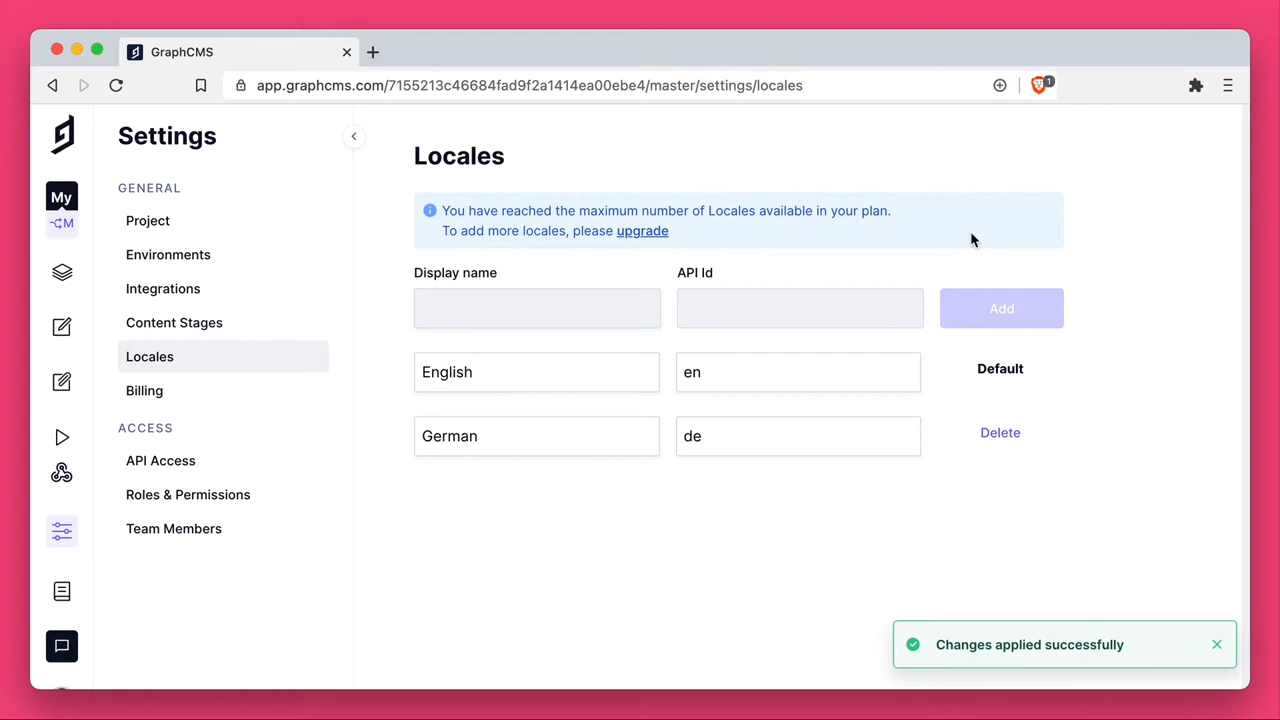 GraphCMS
app.graphcms.com/7155213c46684fad9f2a1414ea00ebe4/master/settings/locales
1
My
M
Settings
GENERAL
Project
Environments
Integrations
Content Stages
Locales
Billing
ACCESS
API Access
Roles & Permissions
Team Members
Locales
You have reached the maximum number of Locales available in your plan.
To add more locales, please upgrade
Display name API Id
Add
English en Default
German de Delete
Changes applied successfully